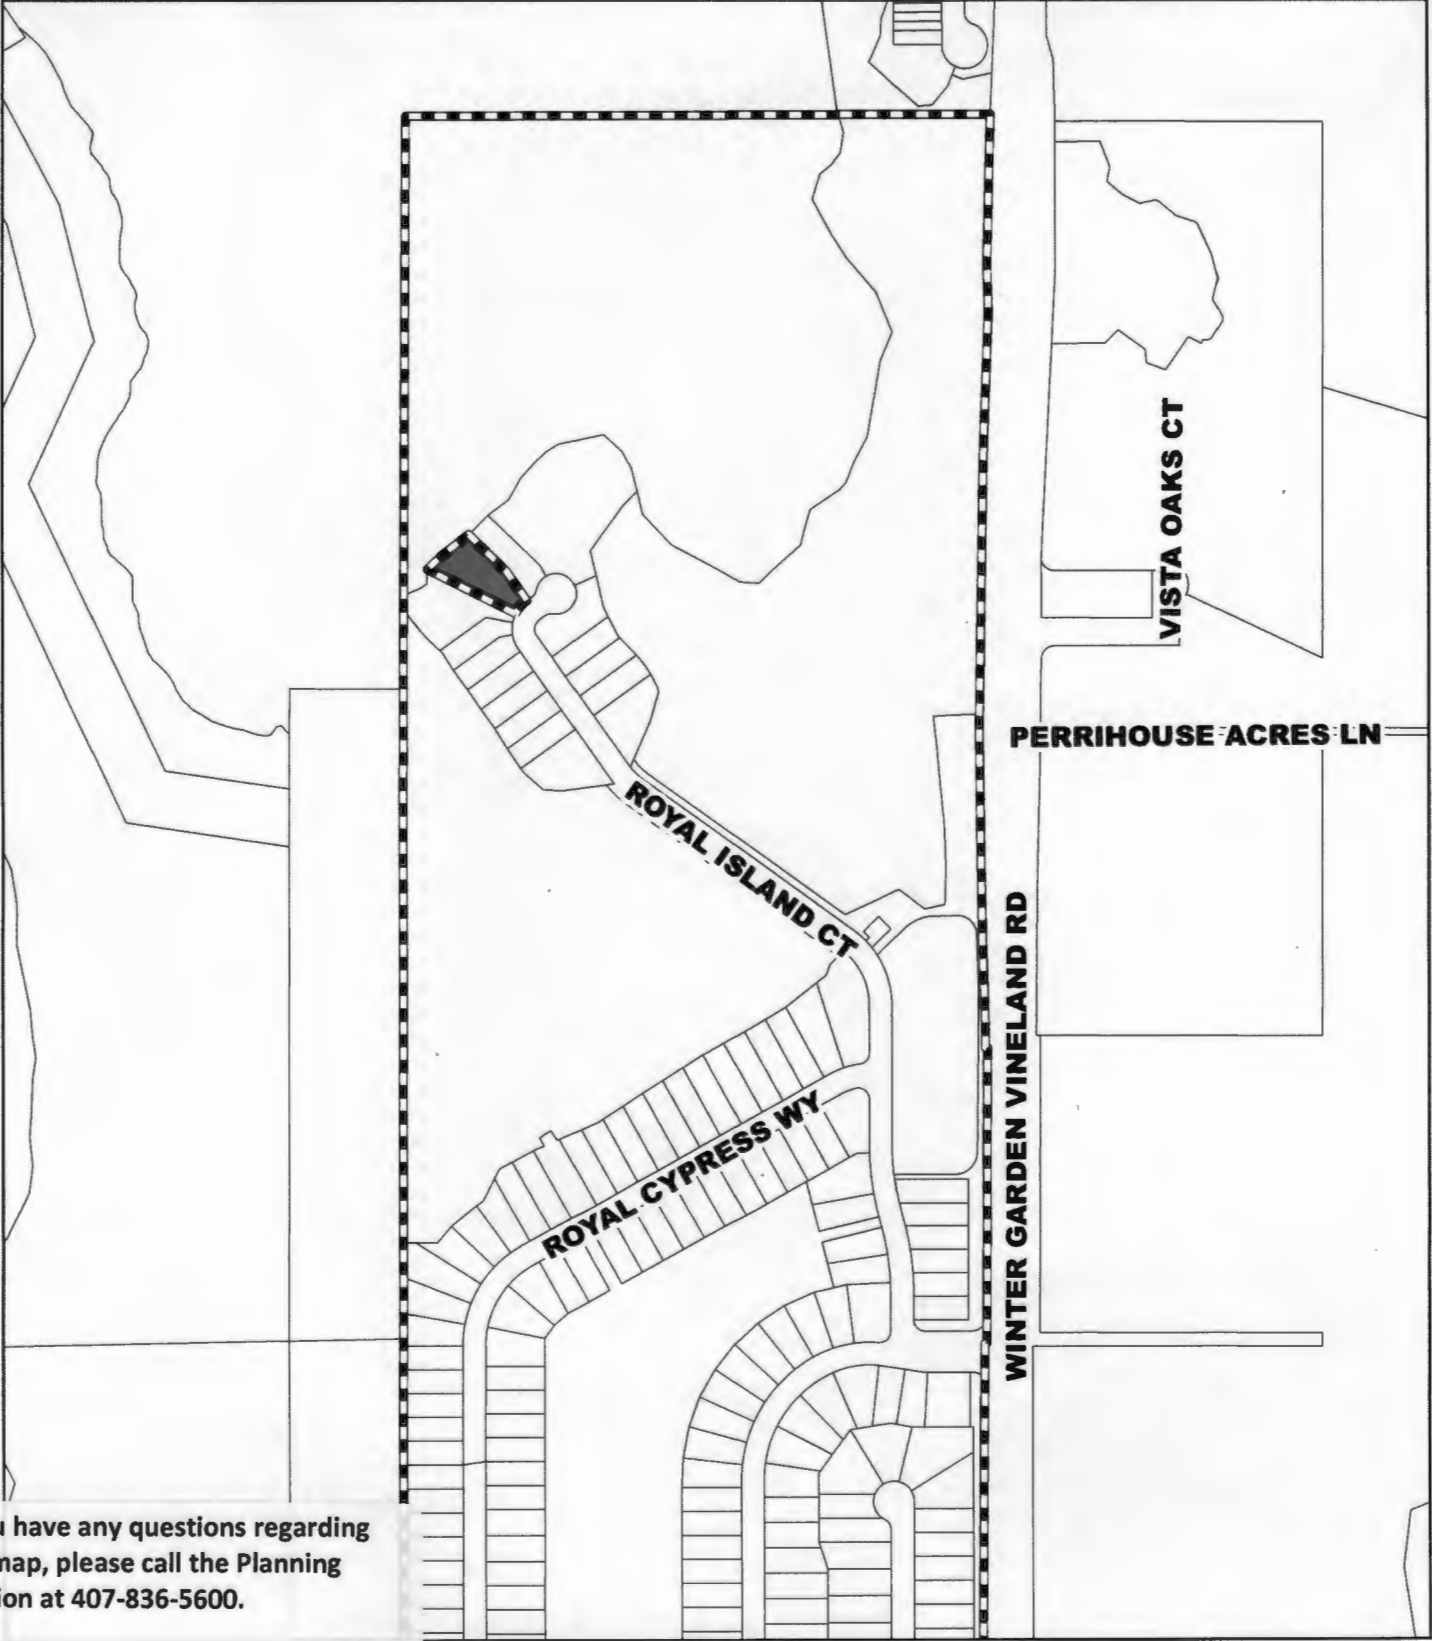 VISTA OAKS CT
PERRIHOUSE ACRES LN
ROYAL ISLAND CT
WINTER GARDEN VINELAND RD
ROYAL CYPRESS WY
have any questions regarding
map, please call the Planning
at 407-836-5600.